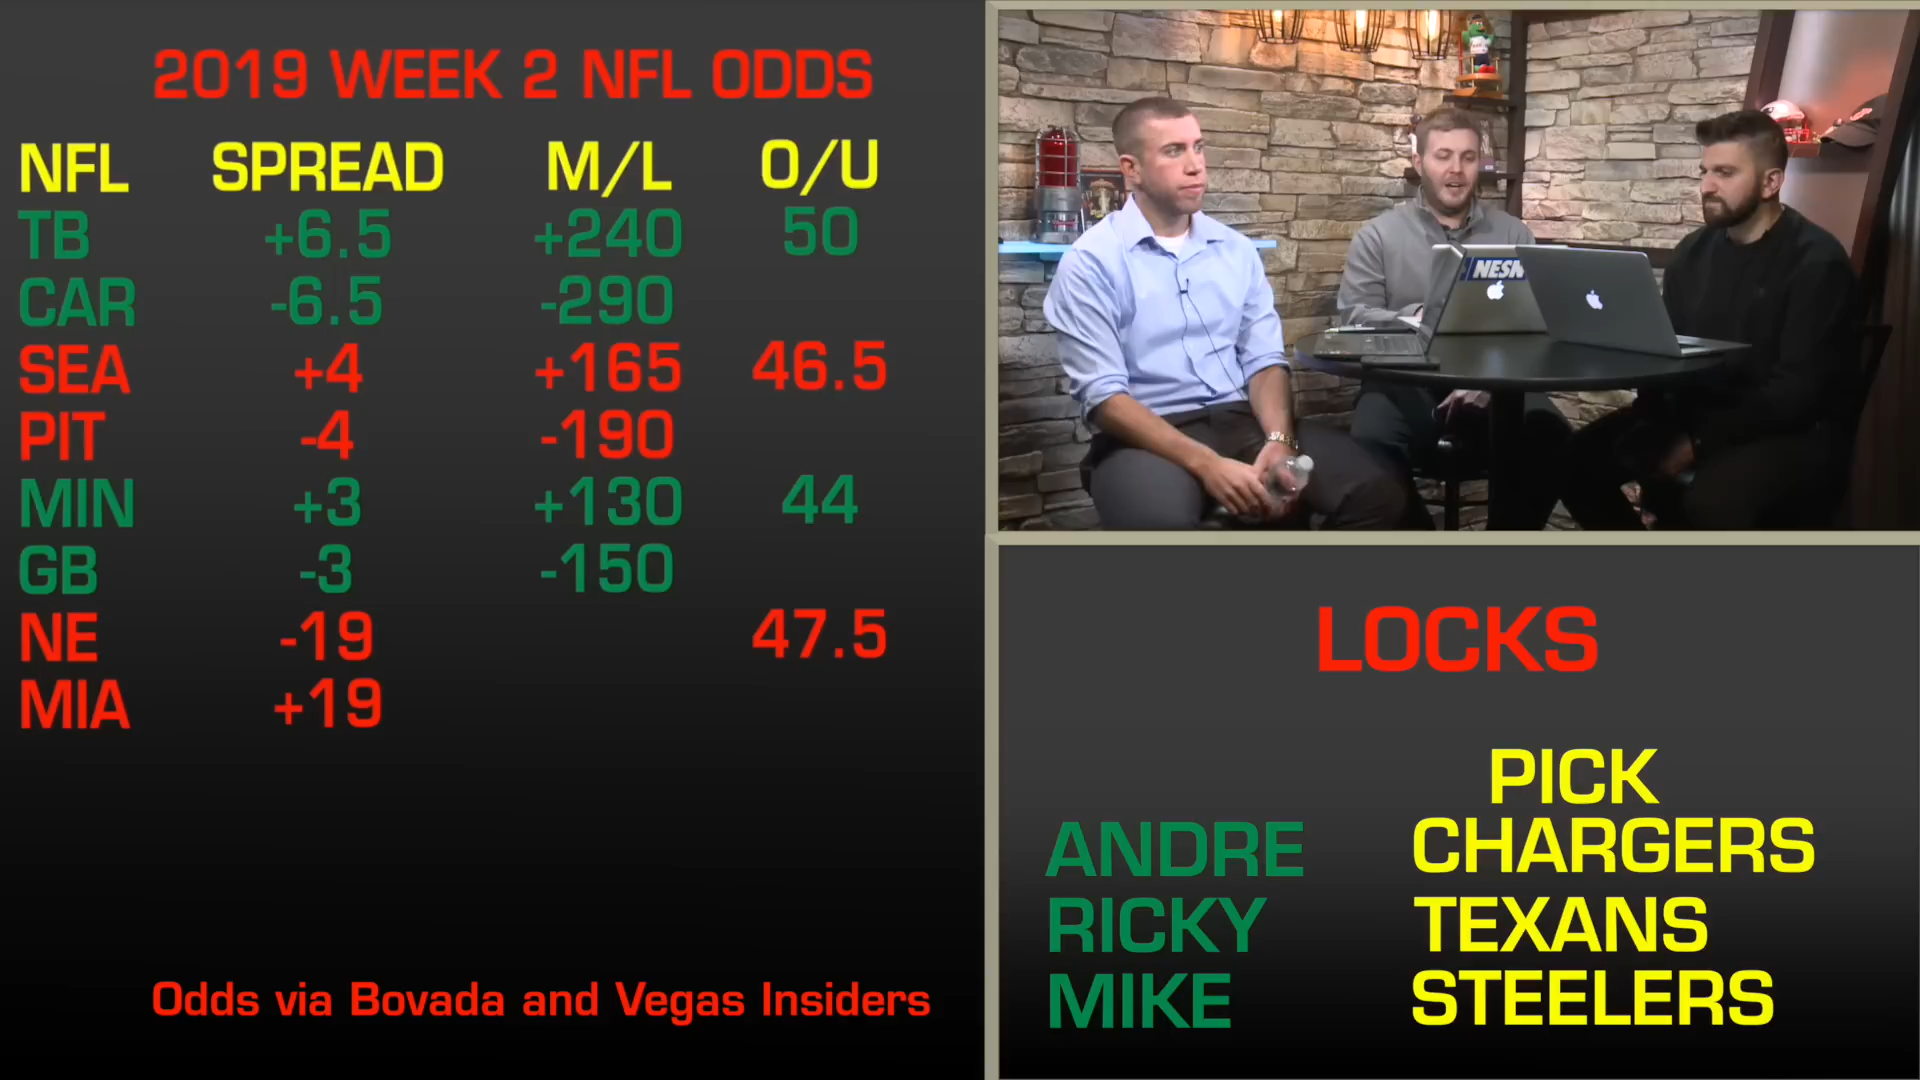 2019 WEEK 2 NFL ODDS
NFL SPREAD M/L O/U
TB +6.5 +240 50
CAR -6.5 -290
SEA +4 +165 46.5
PIT -4 -190
MIN +3 +130 44
GB -3 -150
NE -19 47.5
MIA +19
Odds via Bovada and Vegas Insiders
NESN
LOCKS
PICK
ANDRE CHARGERS
RICKY TEXANS
MIKE STEELERS